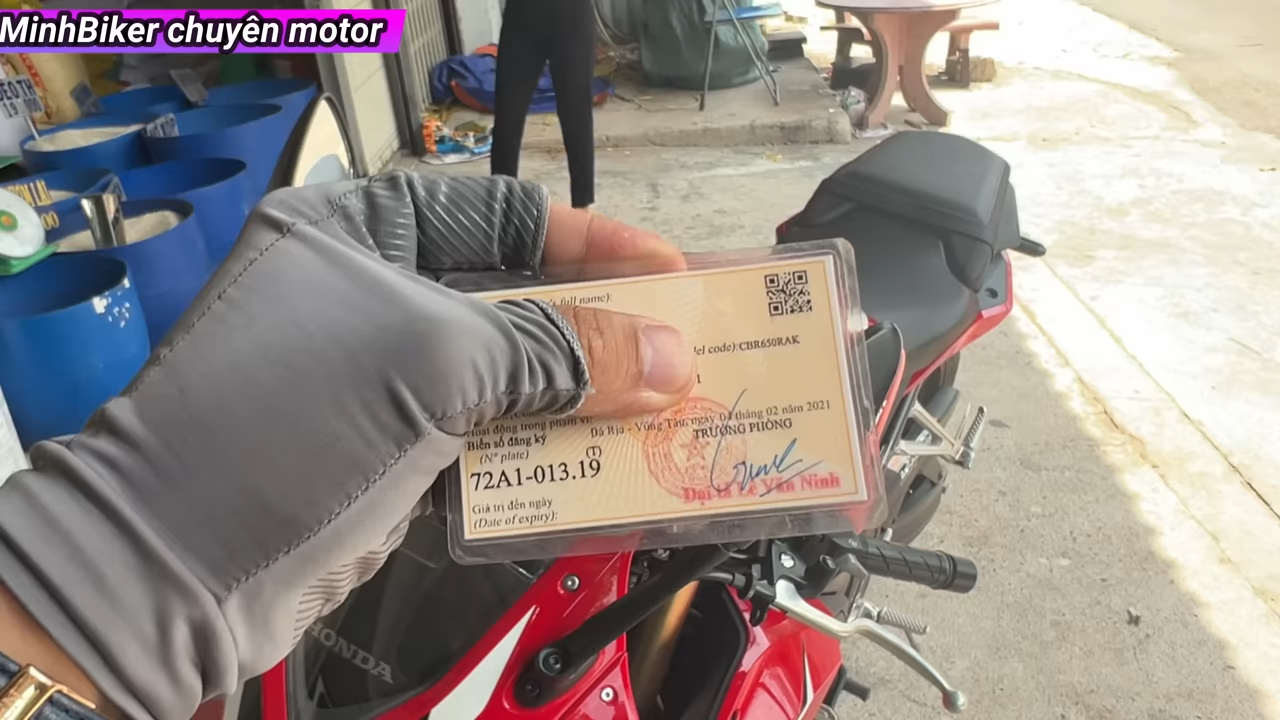 MinhBiker chuyên motor
full name):
code):CBR650RAK
1
Hoạt động trong phạm vi:
Bà Rịa - Vũng Tàu, ngày 04 tháng 02 năm 2021
Biển số đăng ký
TRƯỞNG PHÒNG
(N° plate)
(T)
72A1-013.19
Đại tá Lê Văn Ninh
Giá trị đến ngày
(Date of expiry):
HONDA